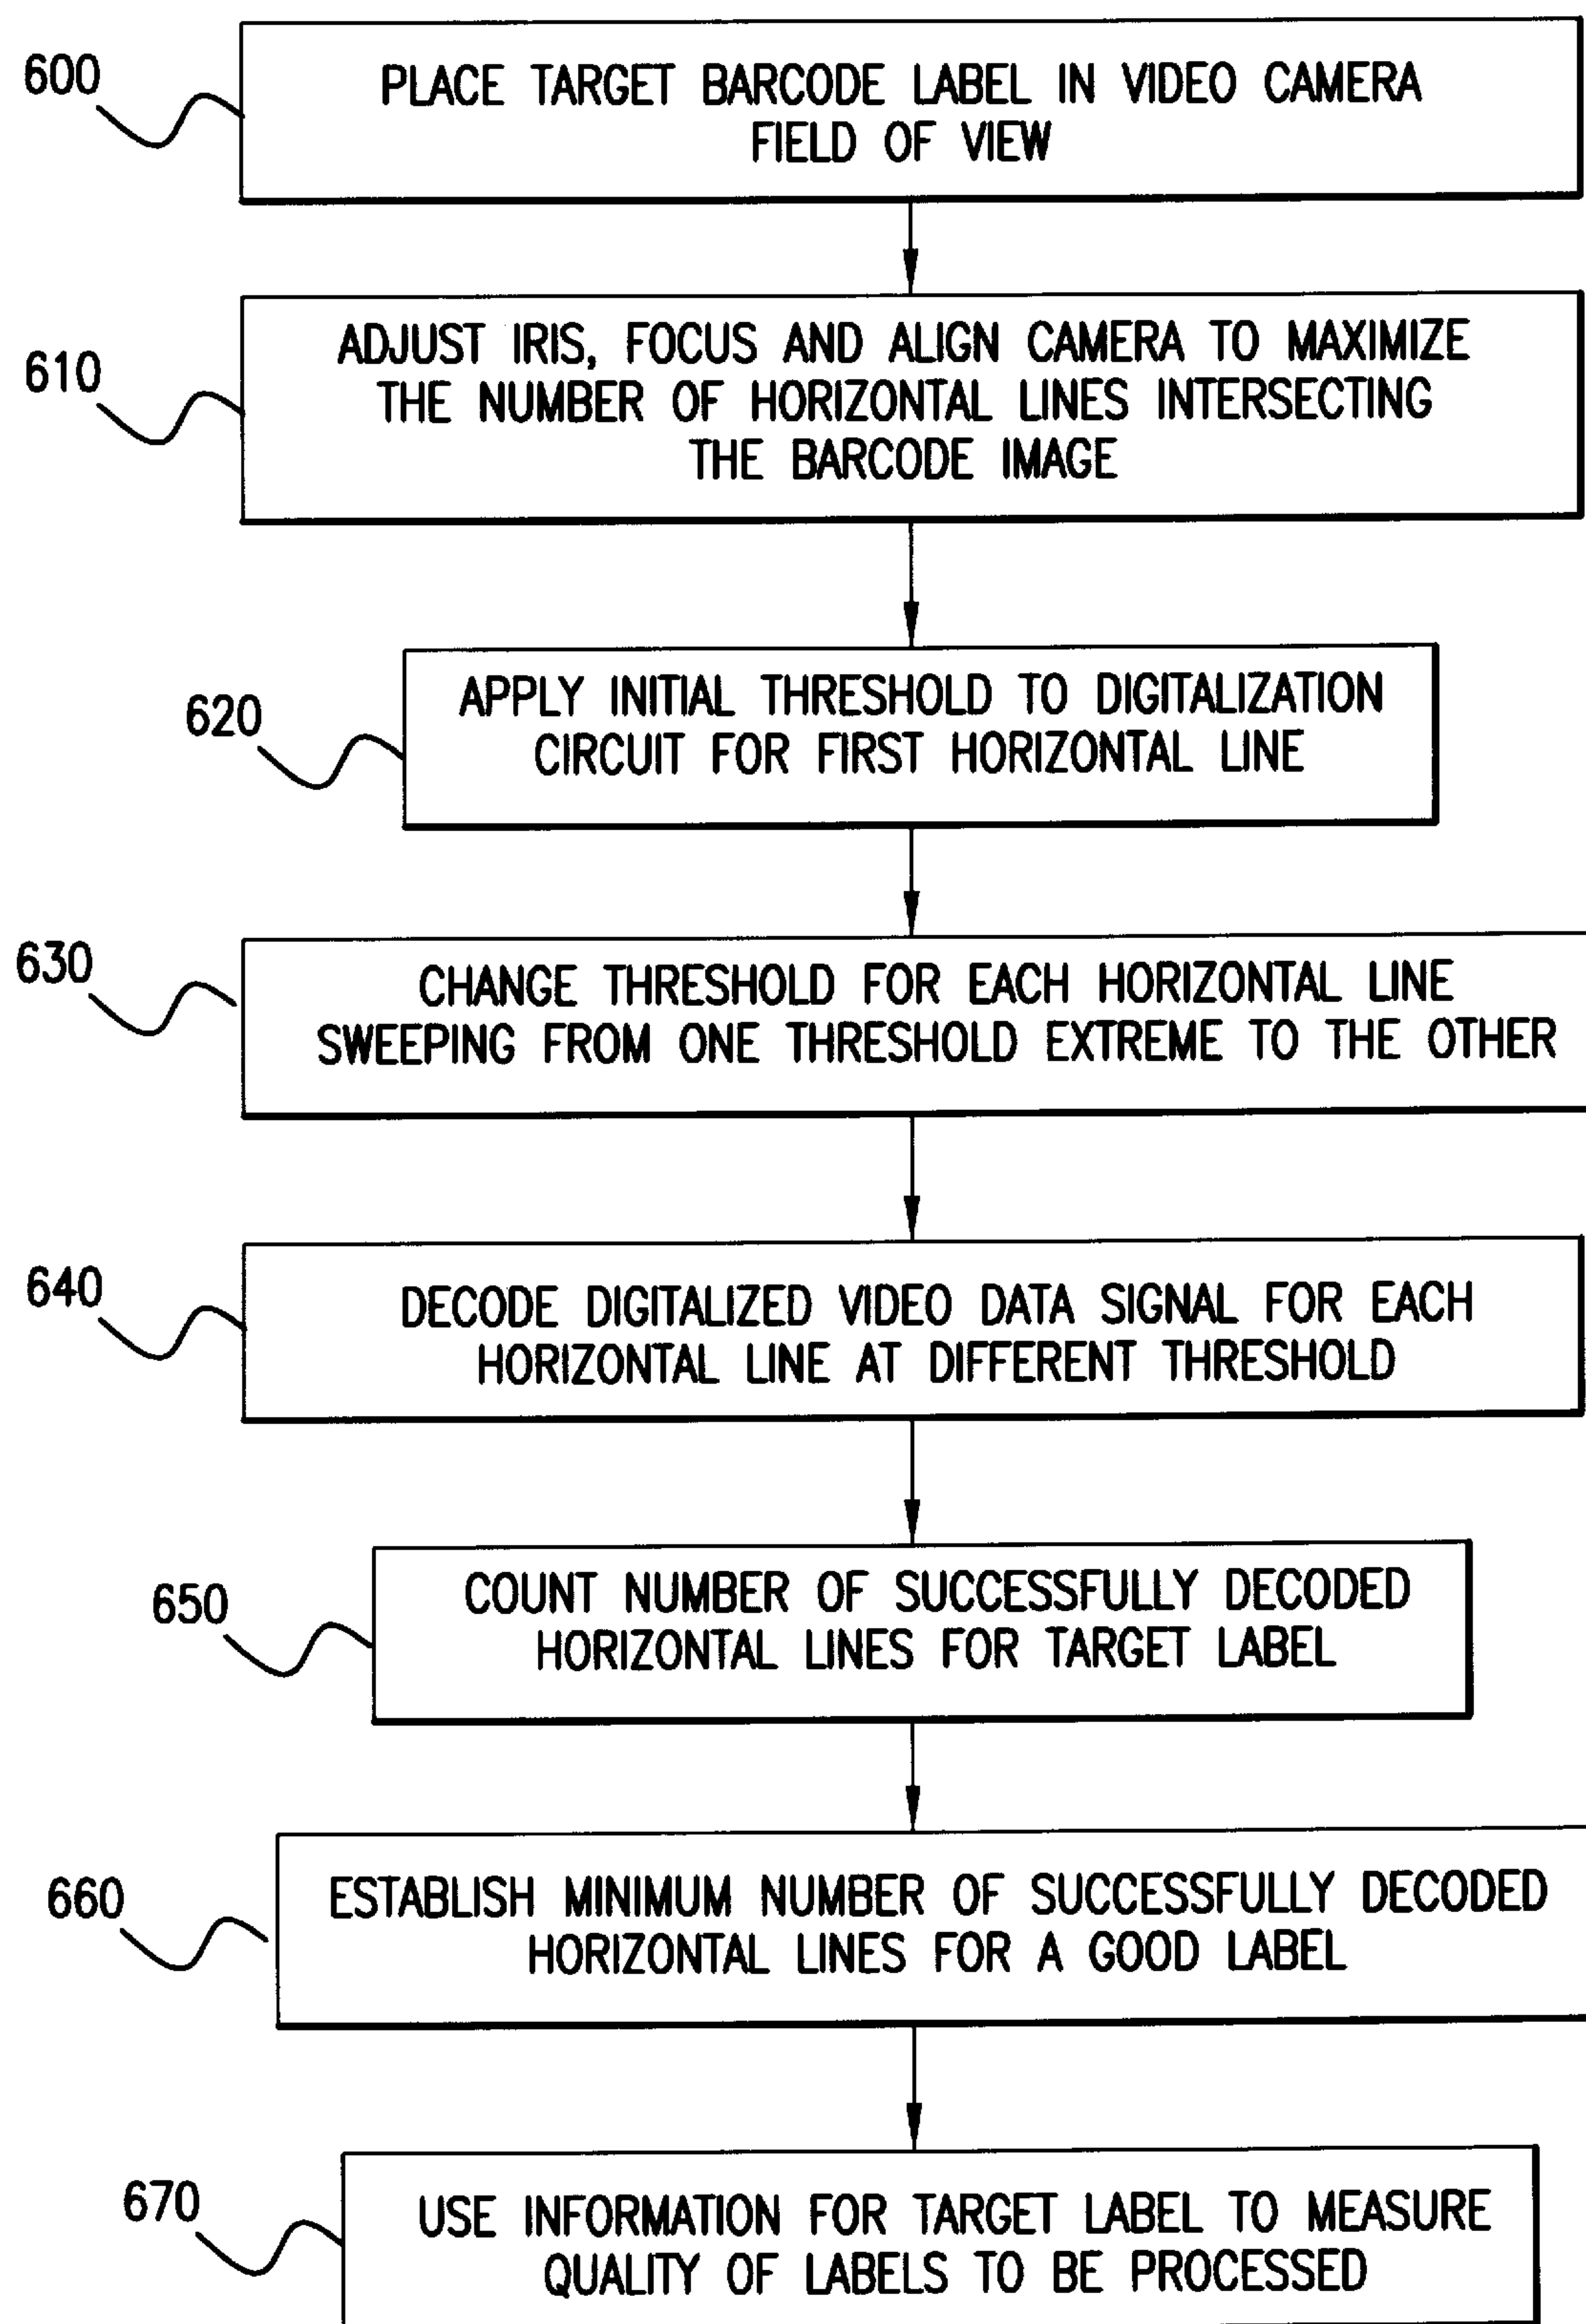 600
PLACE TARGET BARCODE LABEL IN VIDEO CAMERA
FIELD OF VIEW
610
ADJUST IRIS, FOCUS AND ALIGN CAMERA TO MAXIMIZE
THE NUMBER OF HORIZONTAL LINES INTERSECTING
THE BARCODE IMAGE
620
APPLY INITIAL THRESHOLD TO DIGITALIZATION
CIRCUIT FOR FIRST HORIZONTAL LINE
630
CHANGE THRESHOLD FOR EACH HORIZONTAL LINE
SWEEPING FROM ONE THRESHOLD EXTREME TO THE OTHER
640
DECODE DIGITALIZED VIDEO DATA SIGNAL FOR EACH
HORIZONTAL LINE AT DIFFERENT THRESHOLD
650
COUNT NUMBER OF SUCCESSFULLY DECODED
HORIZONTAL LINES FOR TARGET LABEL
660
ESTABLISH MINIMUM NUMBER OF SUCCESSFULLY DECODED
HORIZONTAL LINES FOR A GOOD LABEL
670
USE INFORMATION FOR TARGET LABEL TO MEASURE
QUALITY OF LABELS TO BE PROCESSED